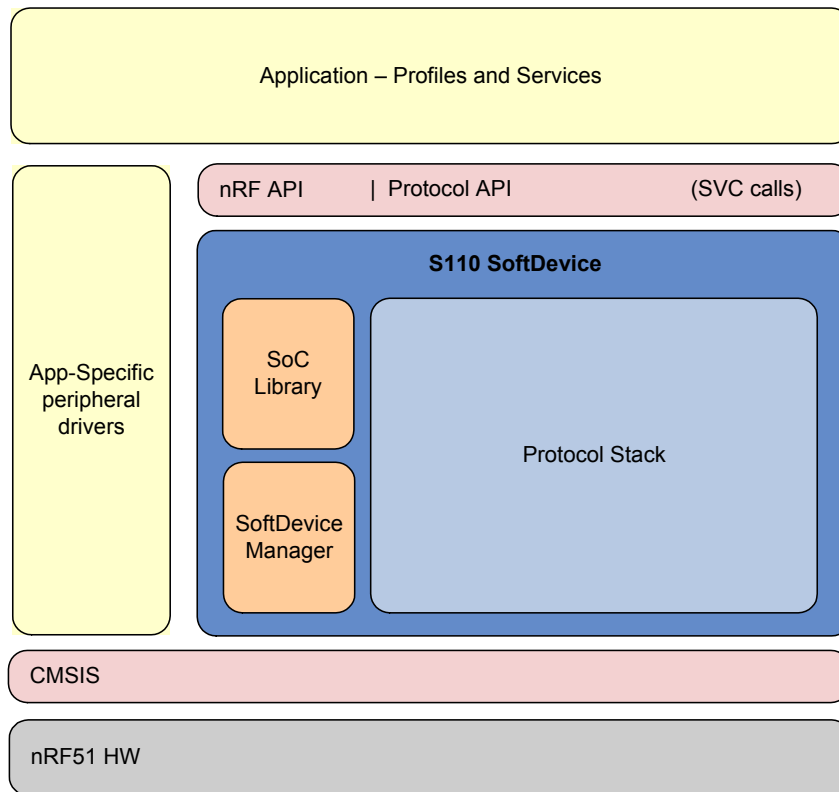 Application – Profiles and Services
nRF API | Protocol API (SVC calls)
S110 SoftDevice
App-Specific
peripheral
drivers
SoC
Library
Protocol Stack
SoftDevice
Manager
CMSIS
nRF51 HW